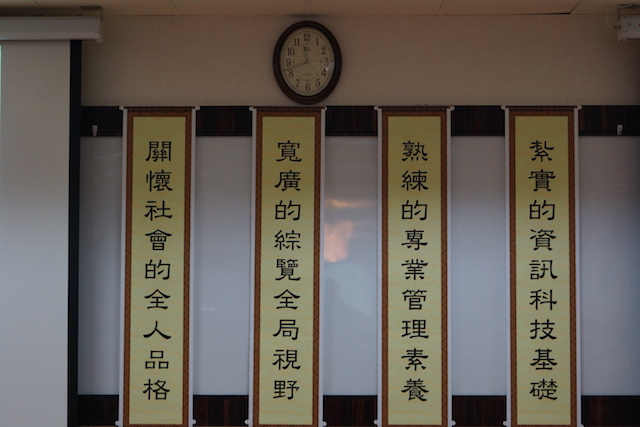 紮實的資訊科技基礎
熟練的專業管理素養
寬廣的綜覽全局視野
關懷社會的全人品格